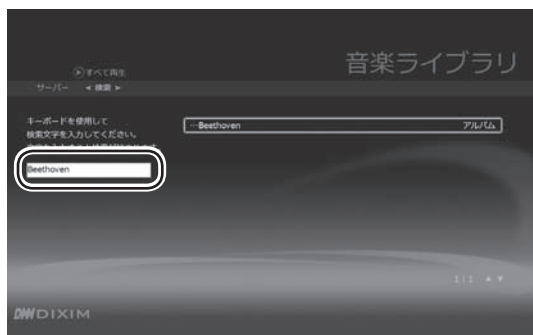 音楽ライブラリ
すべて再生
サーバー ◄ 検索 ►
キーボードを使用して
検索文字を入力してください。
Beethoven
...Beethoven アルバム
1/1 ▲ ▼
DIXIM